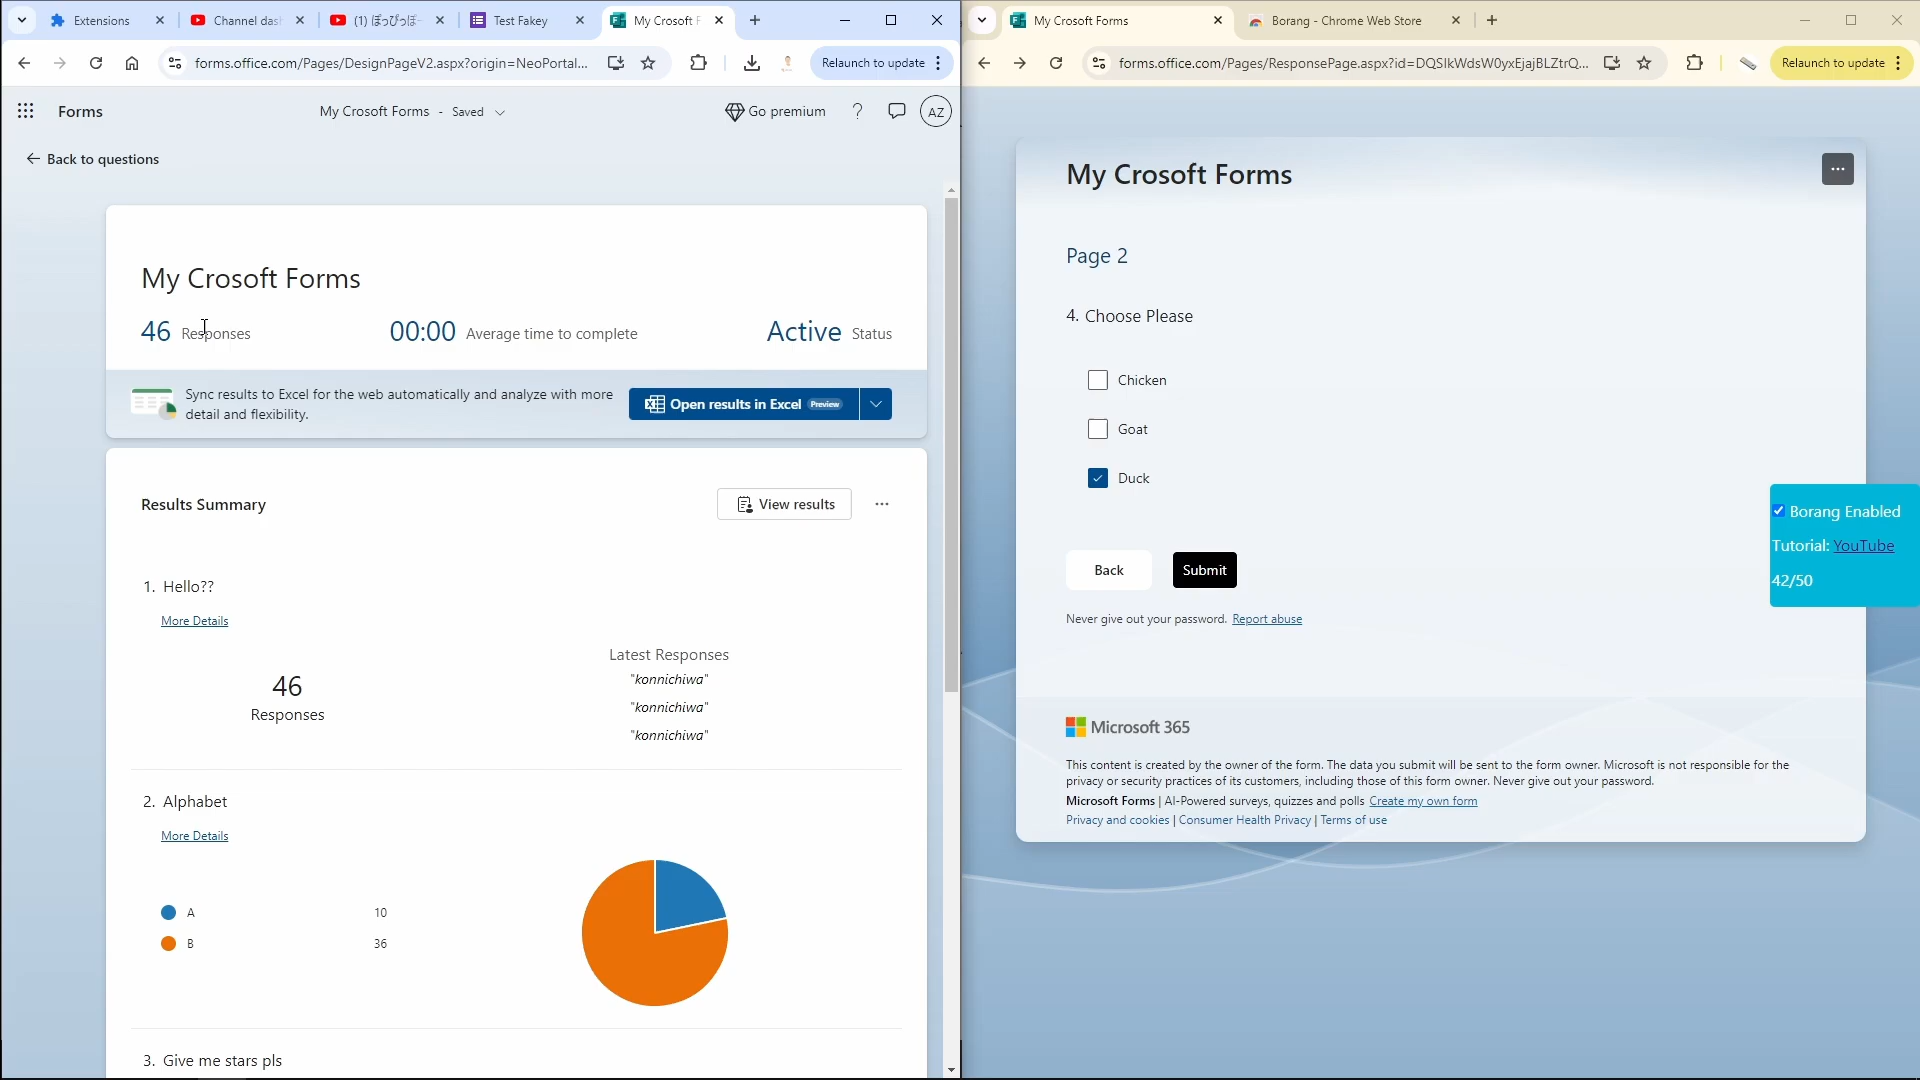 Extensions
Channel das
(1) ぽっぴっぽ-
Test Fakey
My Crosoft F
forms.office.com/Pages/DesignPageV2.aspx?origin=NeoPortal...
Relaunch to update
Forms
My Crosoft Forms - Saved
Go premium
?
AZ
Back to questions
My Crosoft Forms
46 Responses
00:00 Average time to complete
Active Status
Sync results to Excel for the web automatically and analyze with more
detail and flexibility.
Open results in Excel Preview
Results Summary
View results
1. Hello??
More Details
46
Responses
Latest Responses
"konnichiwa"
"konnichiwa"
"konnichiwa"
2. Alphabet
More Details
A 10
B 36
3. Give me stars pls
My Crosoft Forms
Borang - Chrome Web Store
forms.office.com/Pages/ResponsePage.aspx?id=DQSIkWdsW0yxEjajBLZtrQ...
Relaunch to update
My Crosoft Forms
Page 2
4. Choose Please
Chicken
Goat
Duck
Back
Submit
Never give out your password. Report abuse
Borang Enabled
Tutorial: YouTube
42/50
Microsoft 365
This content is created by the owner of the form. The data you submit will be sent to the form owner. Microsoft is not responsible for the
privacy or security practices of its customers, including those of this form owner. Never give out your password.
Microsoft Forms | AI-Powered surveys, quizzes and polls Create my own form
Privacy and cookies | Consumer Health Privacy | Terms of use